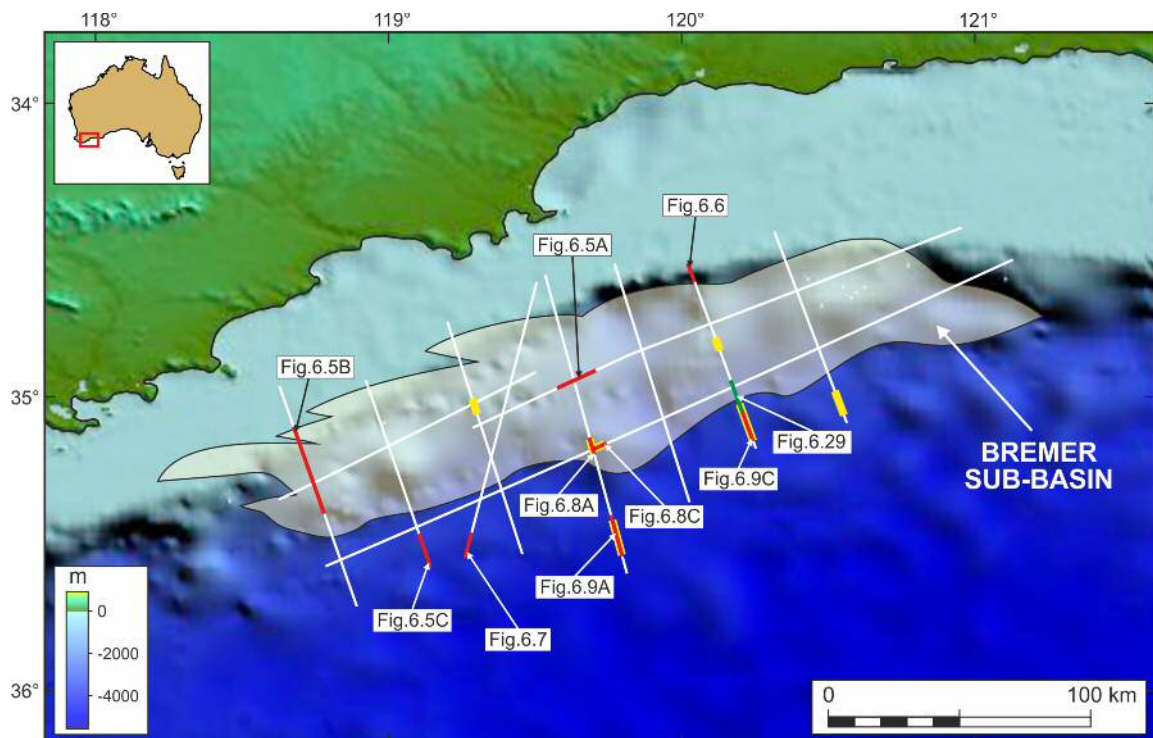 118°
119°
120°
121°
34°
35°
36°
Fig.6.6
Fig.6.5A
Fig.6.5B
Fig.6.29
Fig.6.9C
Fig.6.8A
Fig.6.8C
Fig.6.9A
Fig.6.5C
Fig.6.7
BREMER
SUB-BASIN
m
0
-2000
-4000
0
100 km